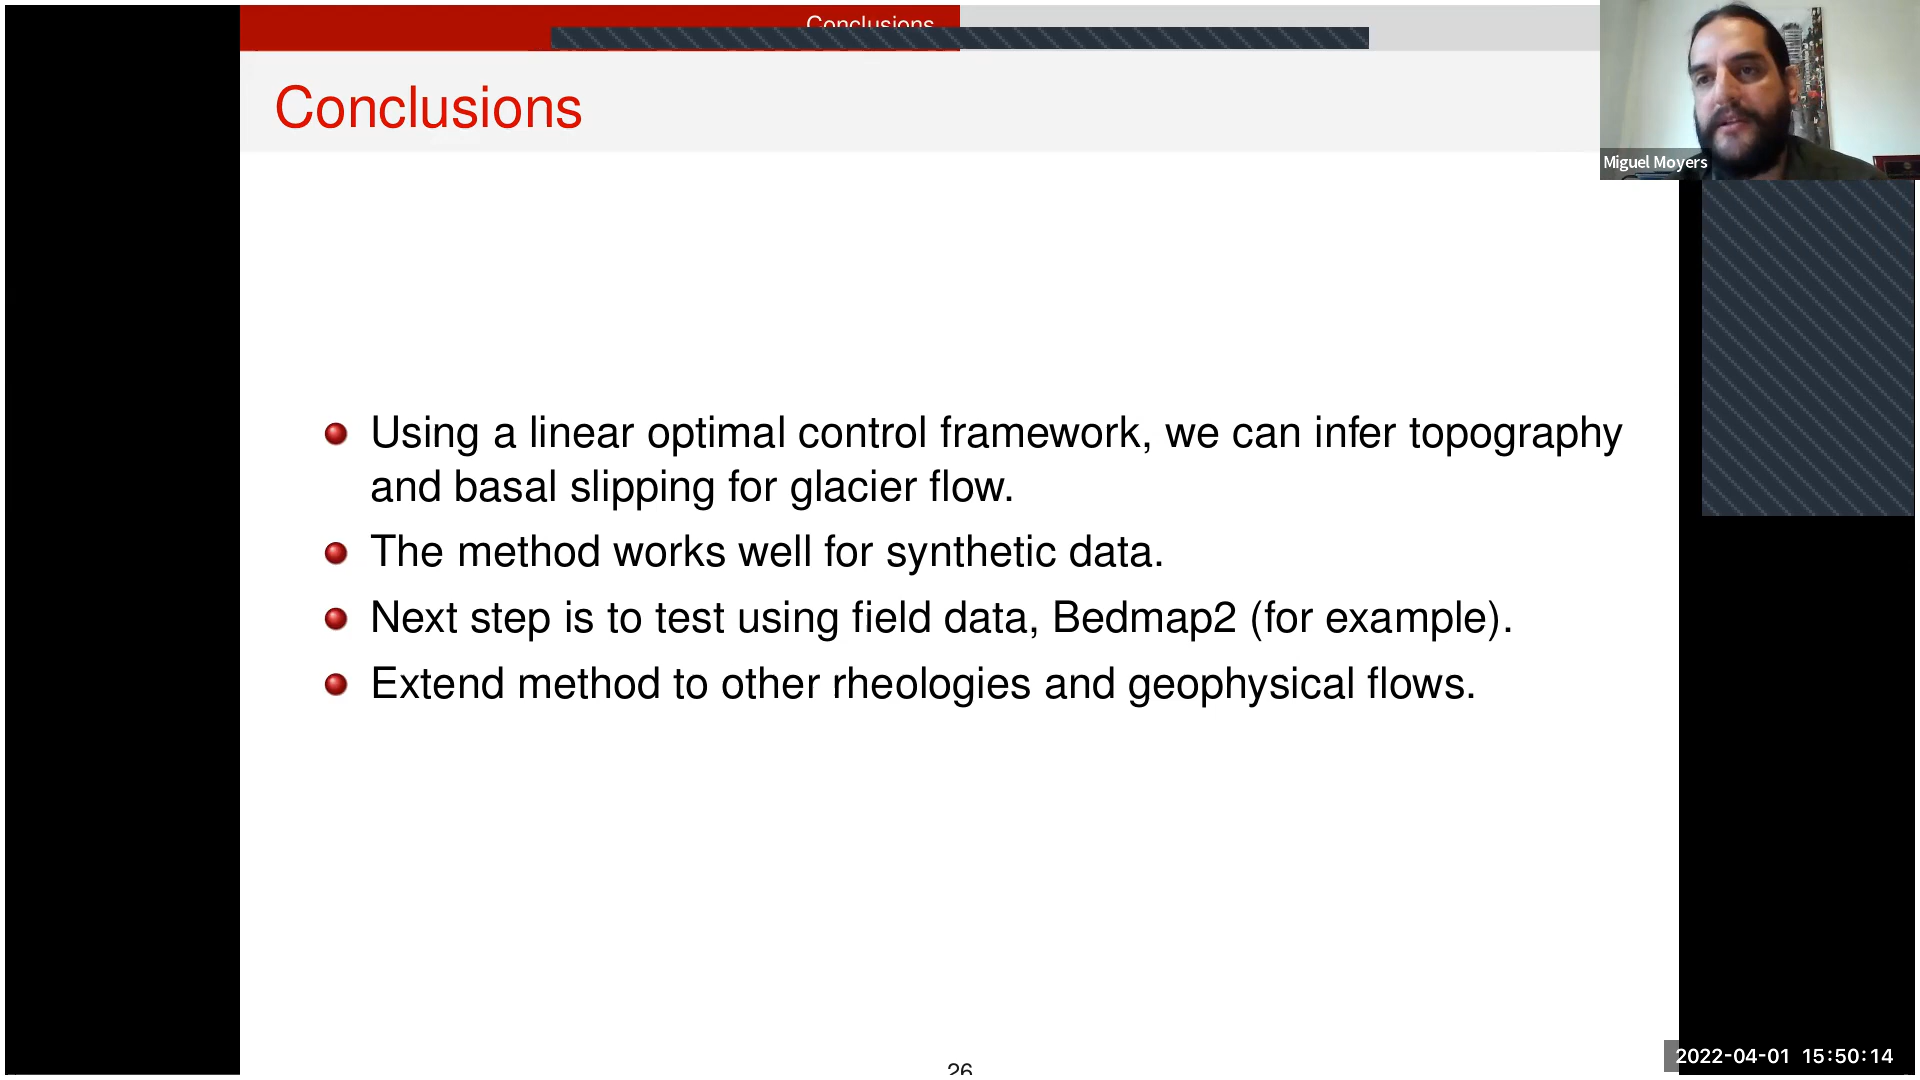 Conclusions
Conclusions
Miguel Moyers
Using a linear optimal control framework, we can infer topography
and basal slipping for glacier flow.
The method works well for synthetic data.
Next step is to test using field data, Bedmap2 (for example).
Extend method to other rheologies and geophysical flows.
26
2022-04-01 15:50:14